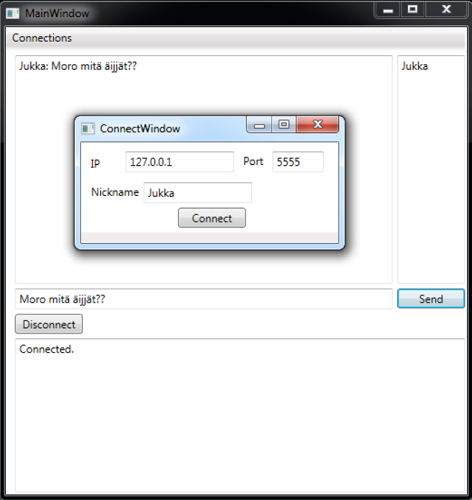 MainWindow
Connections
Jukka: Moro mitä äijjät??
Jukka
ConnectWindow
IP 127.0.0.1 Port 5555
Nickname Jukka
Connect
Moro mitä äijjät?? Send
Disconnect
Connected.